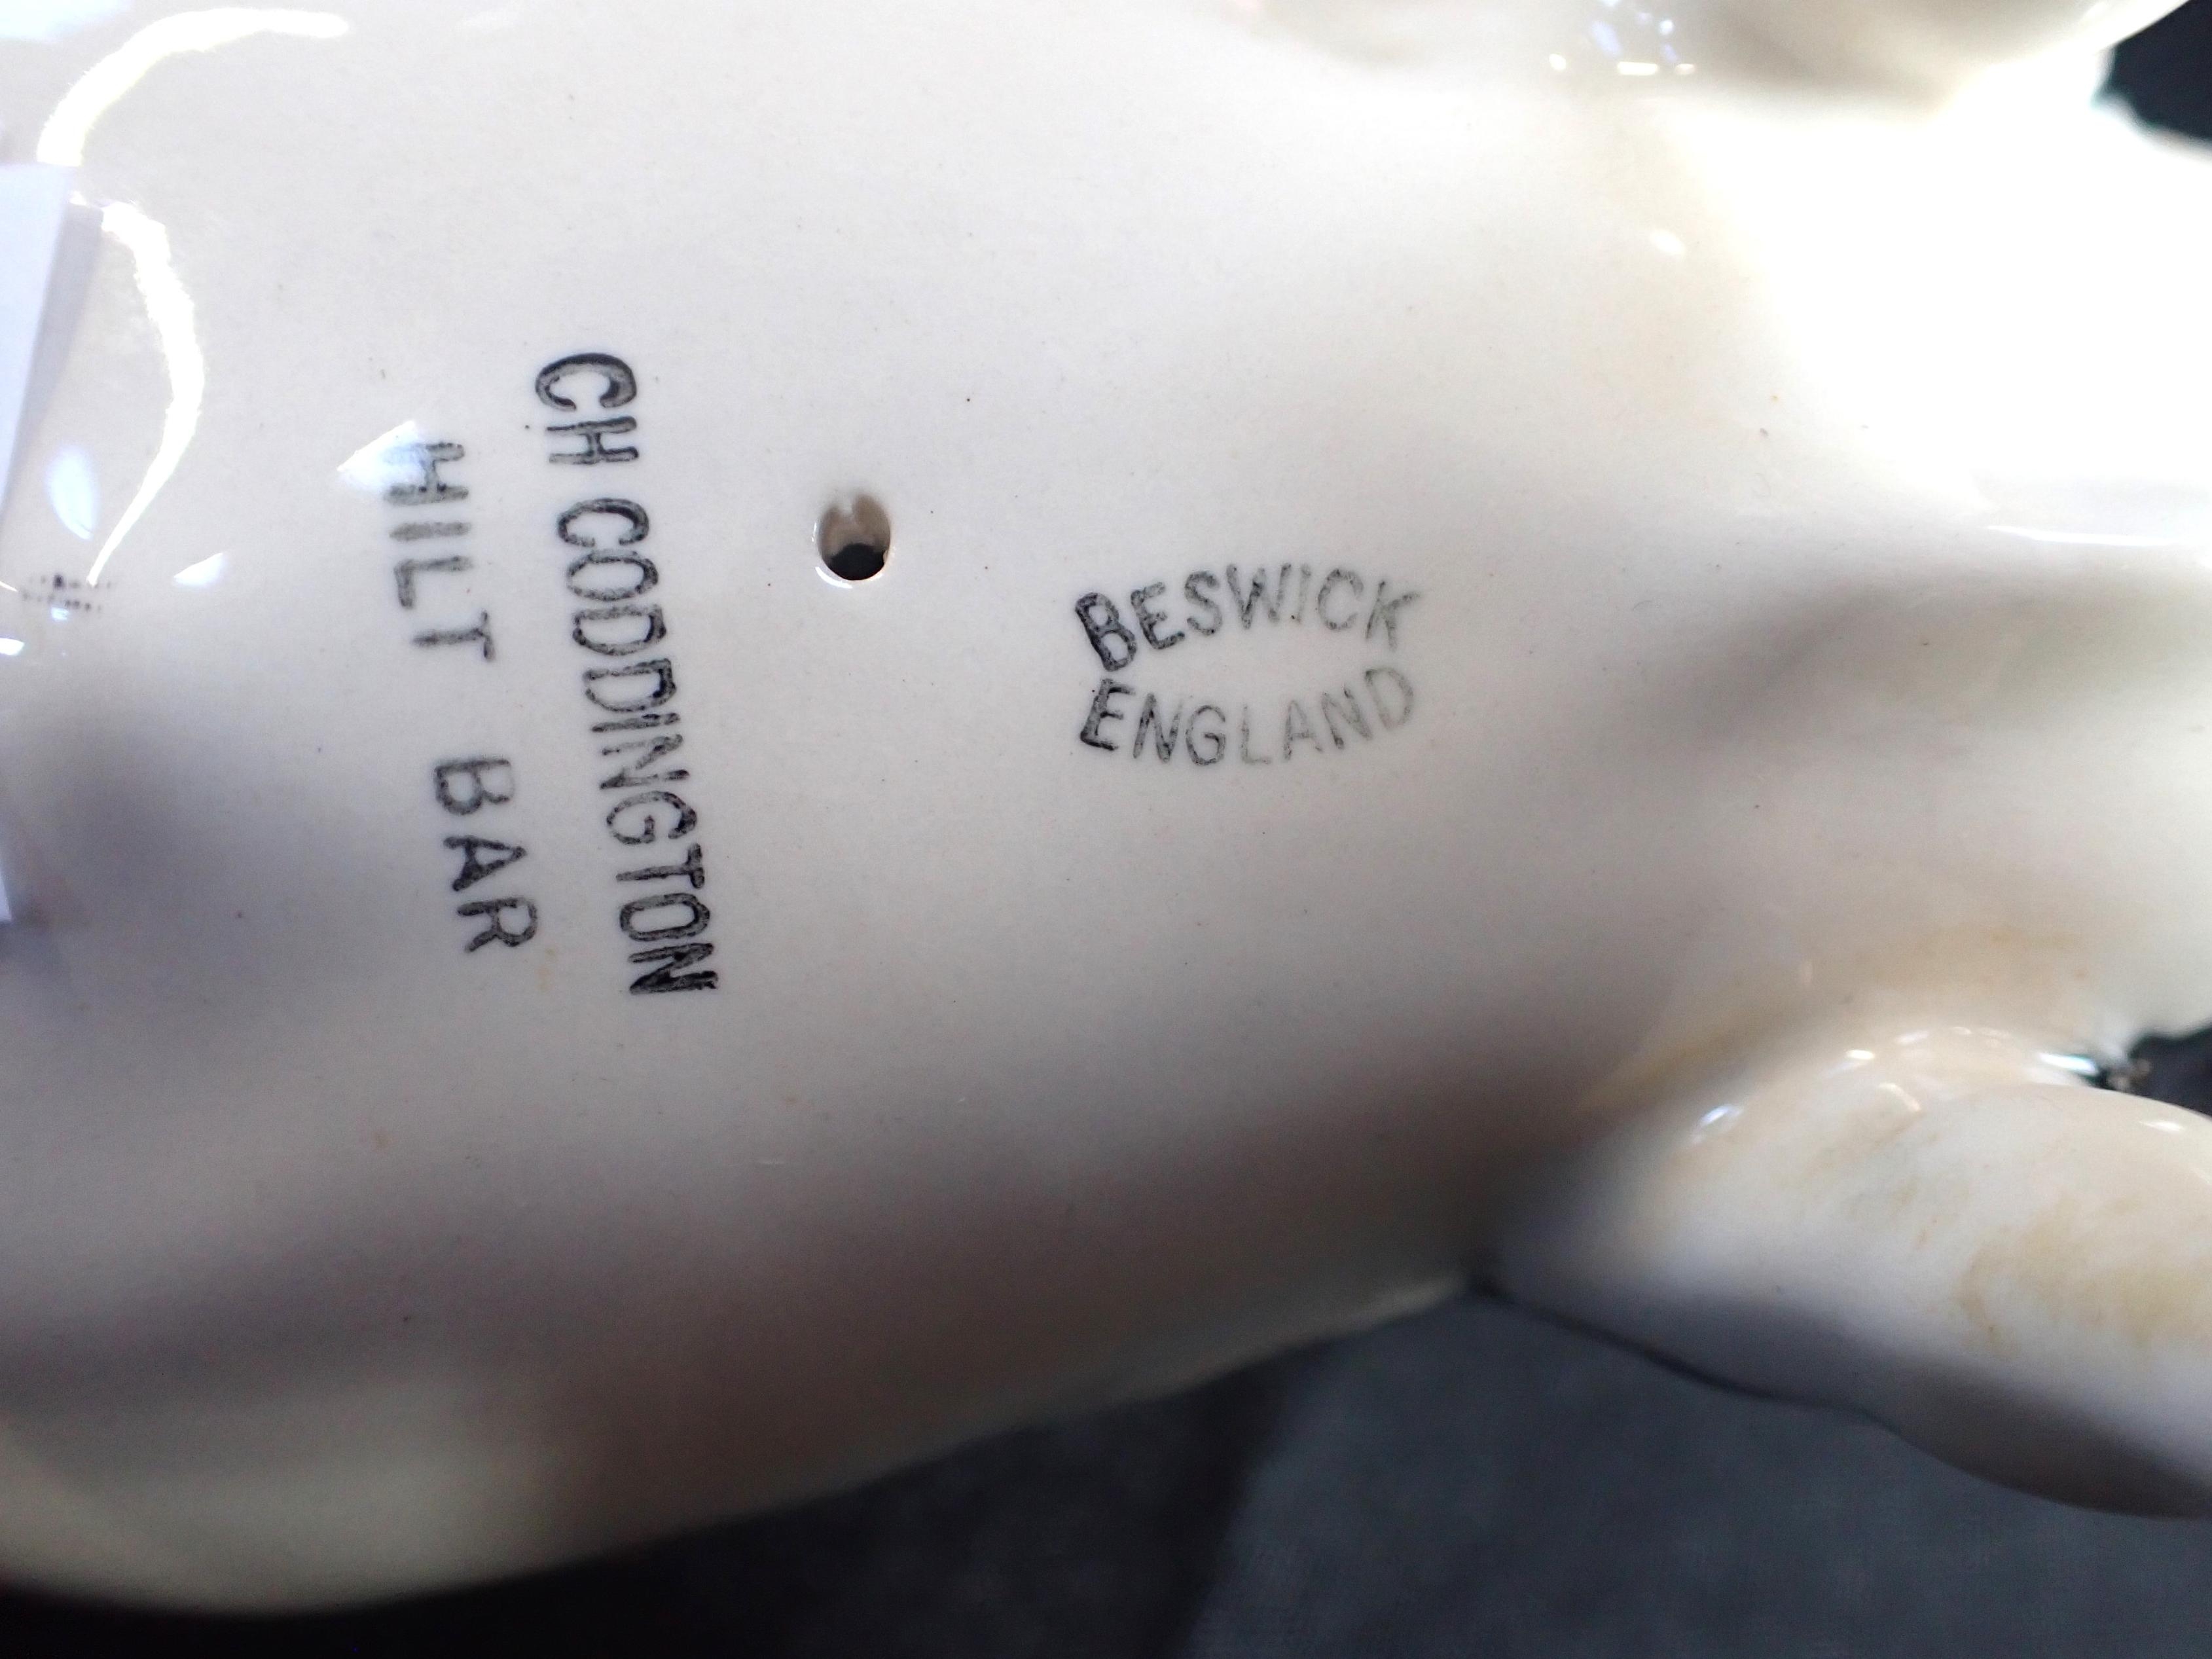 CH CODDINGTON
HILT BAR
BESWICK
ENGLAND